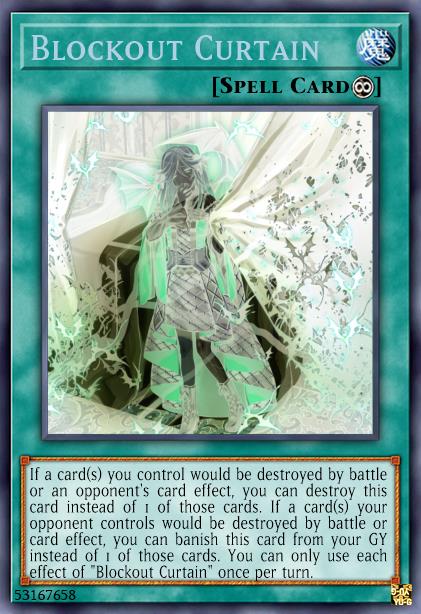 Blockout Curtain
魔
[Spell Card∞]
If a card(s) you control would be destroyed by battle
or an opponent's card effect, you can destroy this
card instead of 1 of those cards. If a card(s) your
opponent controls would be destroyed by battle or
card effect, you can banish this card from your GY
instead of 1 of those cards. You can only use each
effect of "Blockout Curtain" once per turn.
53167658